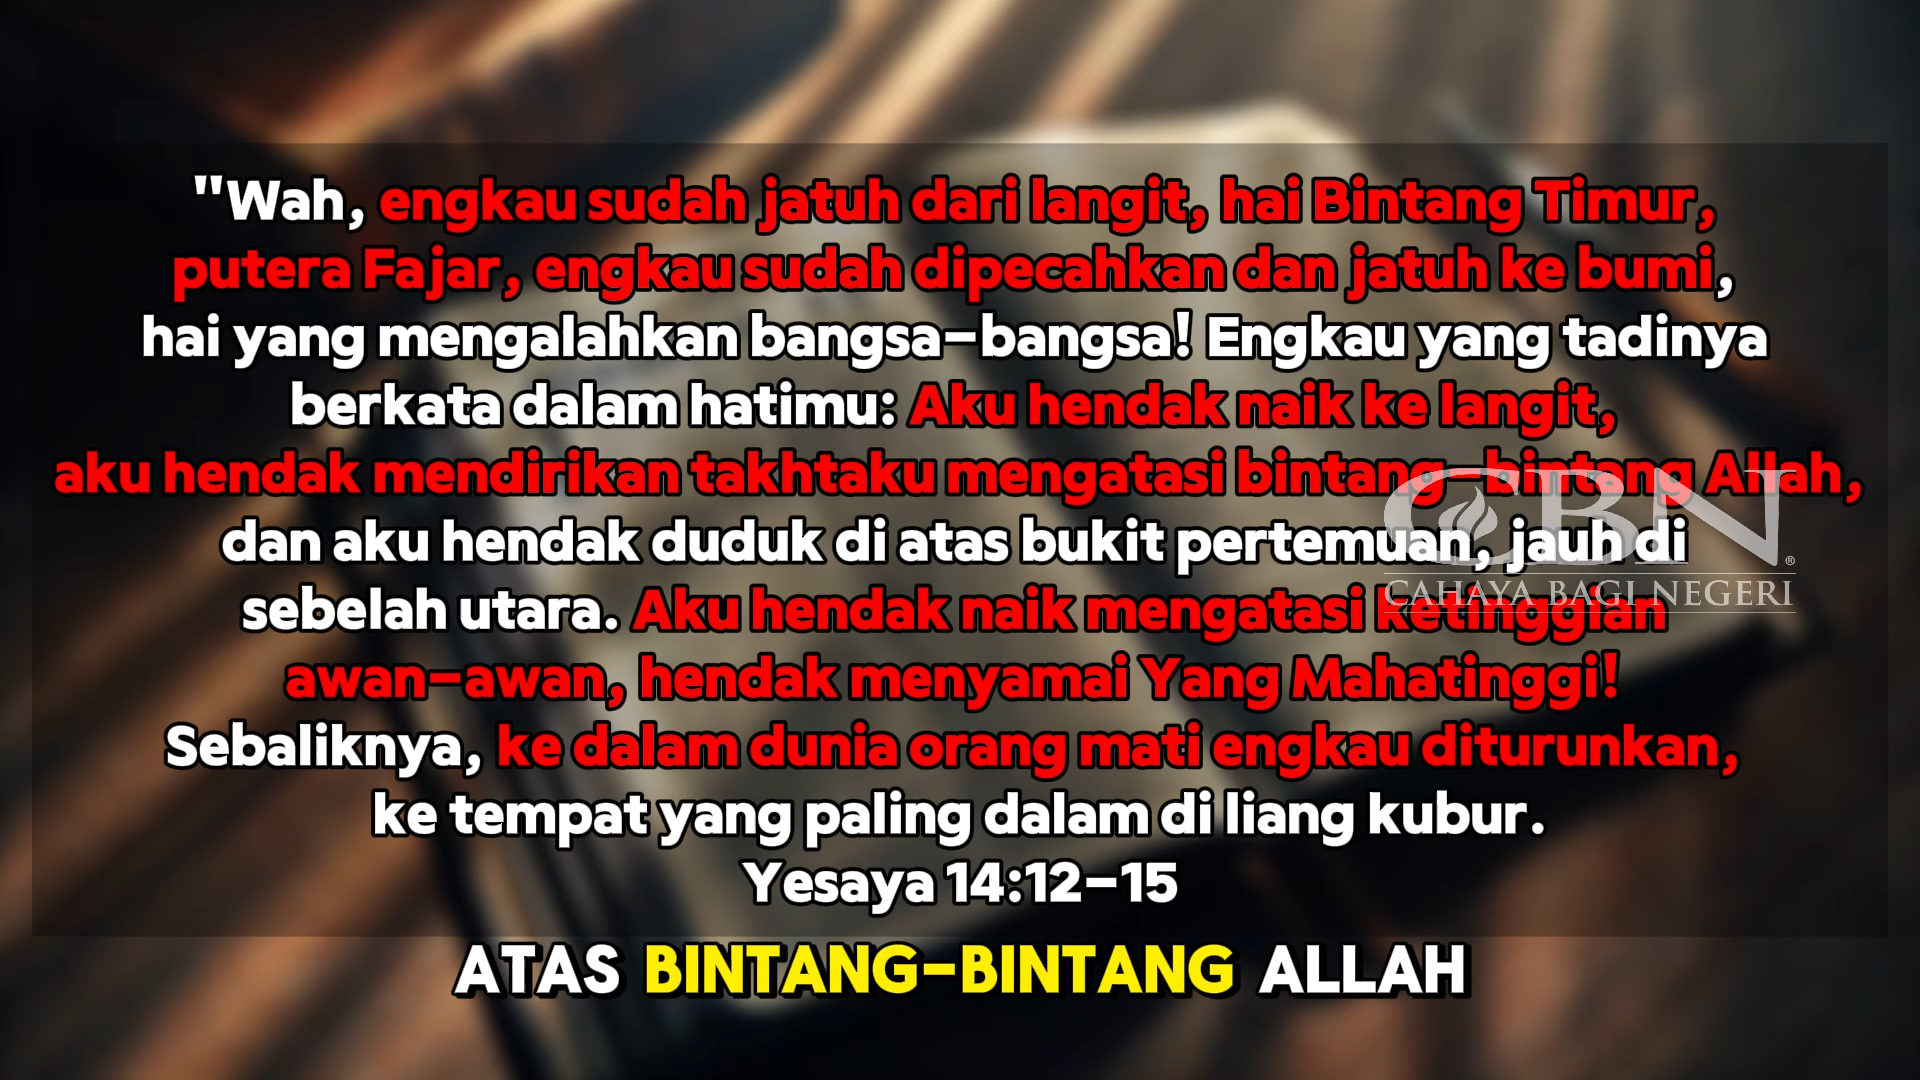 "Wah, engkau sudah jatuh dari langit, hai Bintang Timur,
putera Fajar, engkau sudah dipecahkan dan jatuh ke bumi,
hai yang mengalahkan bangsa-bangsa! Engkau yang tadinya
berkata dalam hatimu: Aku hendak naik ke langit,
aku hendak mendirikan takhtaku mengatasi bintang-bintang Allah,
dan aku hendak duduk di atas bukit pertemuan, jauh di
sebelah utara. Aku hendak naik mengatasi ketinggian
awan-awan, hendak menyamai Yang Mahatinggi!
Sebaliknya, ke dalam dunia orang mati engkau diturunkan,
ke tempat yang paling dalam di liang kubur.
Yesaya 14:12-15
CBN®
CAHAYA BAGI NEGERI
ATAS BINTANG-BINTANG ALLAH